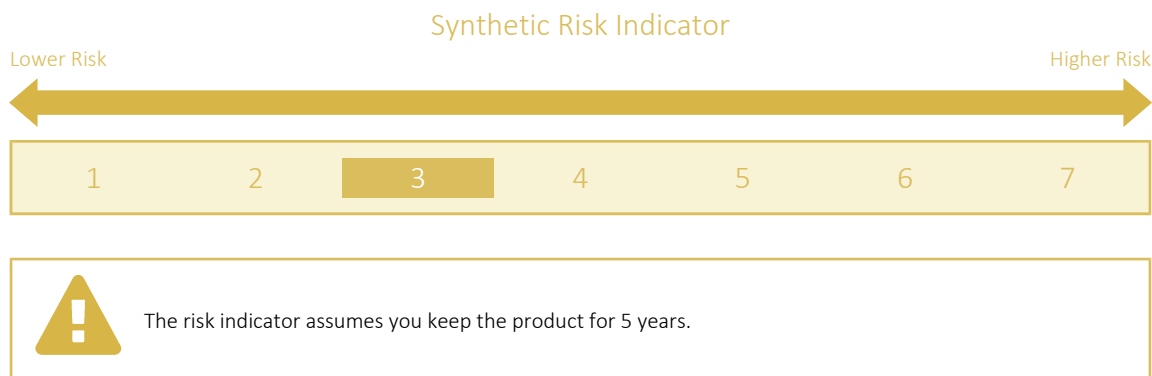 Synthetic Risk Indicator
Lower Risk Higher Risk
1 2 3 4 5 6 7
The risk indicator assumes you keep the product for 5 years.